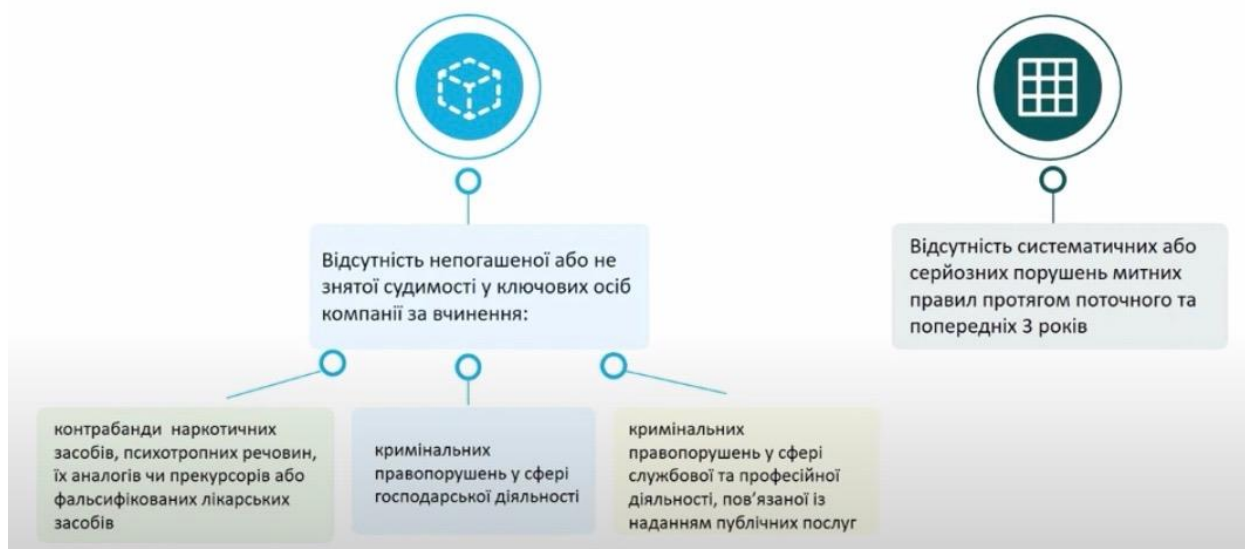 Відсутність непогашеної або не
знятої судимості у ключових осіб
компанії за вчинення:
Відсутність систематичних або
серйозних порушень митних
правил протягом поточного та
попередніх 3 років
контрабанди наркотичних
засобів, психотропних речовин,
їх аналогів чи прекурсорів або
фальсифікованих лікарських
засобів
кримінальних
правопорушень у сфері
господарської діяльності
кримінальних
правопорушень у сфері
службової та професійної
діяльності, пов’язаної із
наданням публічних послуг